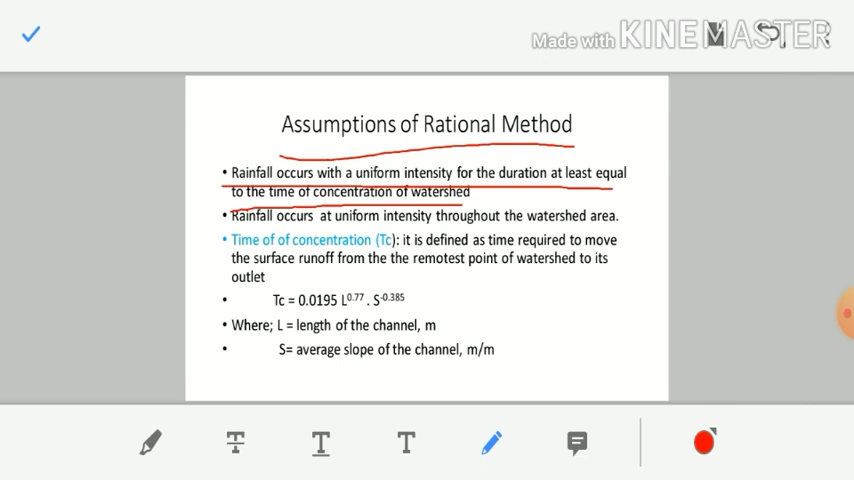 Made with KINEMASTER
Assumptions of Rational Method
• Rainfall occurs with a uniform intensity for the duration at least equal
to the time of concentration of watershed
• Rainfall occurs at uniform intensity throughout the watershed area.
• Time of of concentration (Tc): it is defined as time required to move
the surface runoff from the the remotest point of watershed to its
outlet
• Tc = 0.0195 L^0.77 . S^-0.385
• Where; L = length of the channel, m
• S= average slope of the channel, m/m
T T T